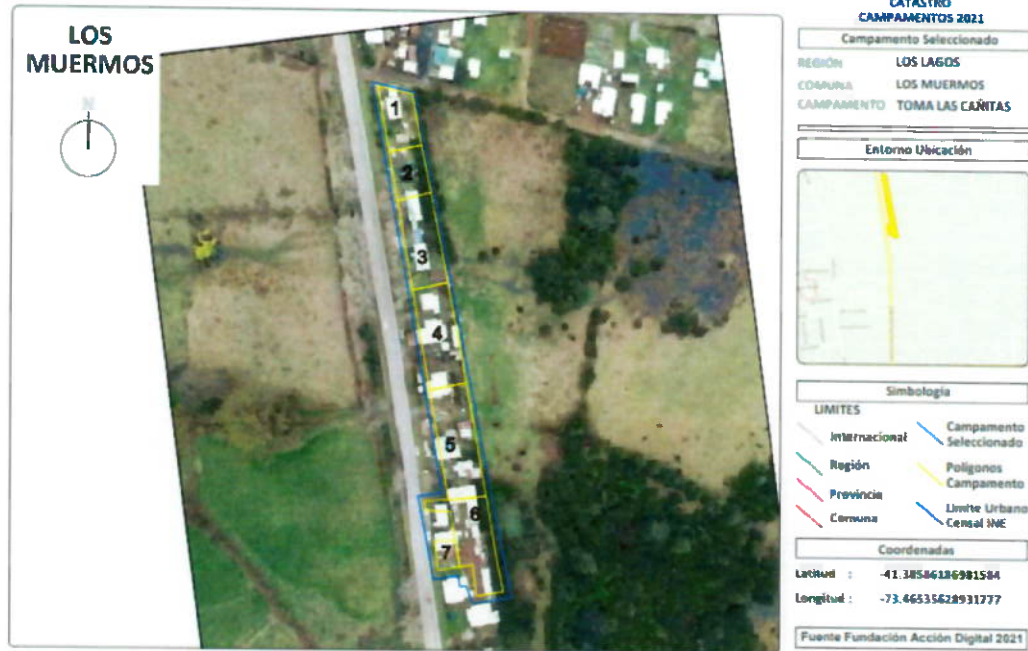 LOS
MUERMOS
N
1
2
3
4
5
6
7
CATASTRO
CAMPAMENTOS 2021
Campamento Seleccionado
REGIÓN LOS LAGOS
COMUNA LOS MUERMOS
CAMPAMENTO TOMA LAS CAÑITAS
Entorno Ubicación
Simbología
LIMITES
Internacional
Región
Provincia
Comuna
Campamento
Seleccionado
Polígonos
Campamento
Limite Urbano
Censal INE
Coordenadas
Latitud : -41.38586186981584
Longitud : -73.46535628931777
Fuente Fundación Acción Digital 2021